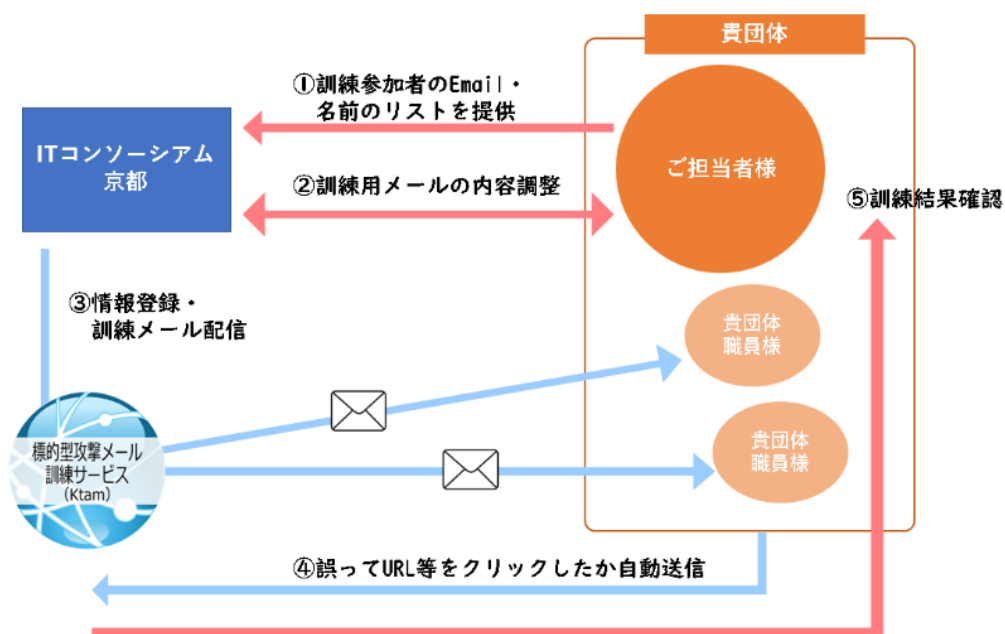 貴団体
①訓練参加者のEmail・
名前のリストを提供
ITコンソーシアム
京都
ご担当者様
②訓練用メールの内容調整
⑤訓練結果確認
③情報登録・
訓練メール配信
貴団体
職員様
標的型攻撃メール
訓練サービス
(Ktam)
貴団体
職員様
④誤ってURL等をクリックしたか自動送信